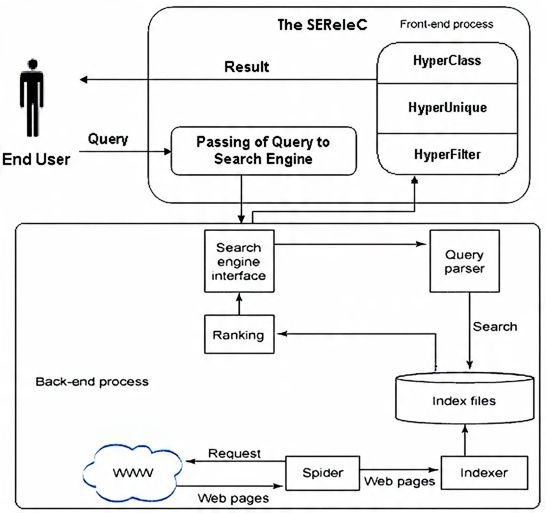 The SEReleC
Front-end process
HyperClass
Result
HyperUnique
Query
Passing of Query to
Search Engine
End User
HyperFilter
Search
engine
interface
Query
parser
Search
Ranking
Back-end process
Index files
Request
WWW
Spider
Web pages
Indexer
Web pages